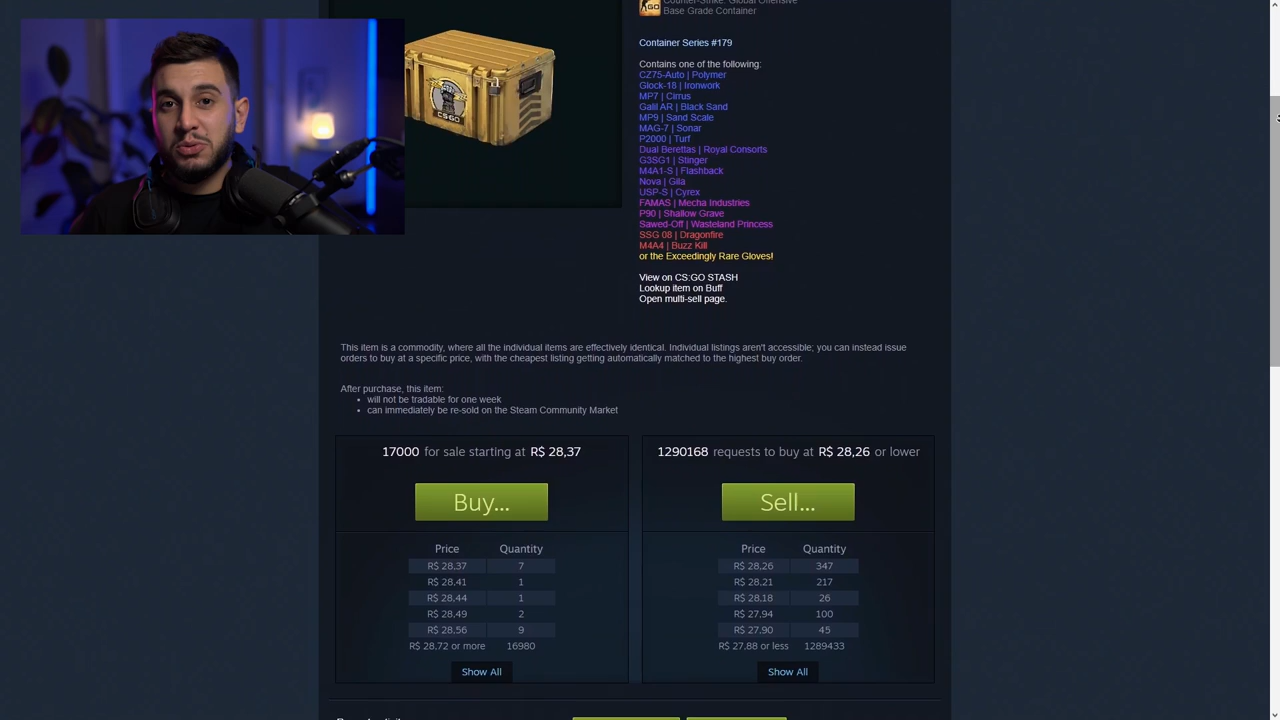 Counter-Strike: Global Offensive
Base Grade Container
Container Series #179
Contains one of the following:
CZ75-Auto | Polymer
Glock-18 | Ironwork
MP7 | Cirrus
Galil AR | Black Sand
MP9 | Sand Scale
MAG-7 | Sonar
P2000 | Turf
Dual Berettas | Royal Consorts
G3SG1 | Stinger
M4A1-S | Flashback
Nova | Gila
USP-S | Cyrex
FAMAS | Mecha Industries
P90 | Shallow Grave
Sawed-Off | Wasteland Princess
SSG 08 | Dragonfire
M4A4 | Buzz Kill
or the Exceedingly Rare Gloves!
View on CS:GO STASH
Lookup item on Buff
Open multi-sell page.
CS:GO
This item is a commodity, where all the individual items are effectively identical. Individual listings aren't accessible; you can instead issue
orders to buy at a specific price, with the cheapest listing getting automatically matched to the highest buy order.
After purchase, this item:
• will not be tradable for one week
• can immediately be re-sold on the Steam Community Market
17000 for sale starting at R$ 28,37
Buy...
Price Quantity
R$ 28,37 7
R$ 28,41 1
R$ 28,44 1
R$ 28,49 2
R$ 28,56 9
R$ 28,72 or more 16980
Show All
1290168 requests to buy at R$ 28,26 or lower
Sell...
Price Quantity
R$ 28,26 347
R$ 28,21 217
R$ 28,18 26
R$ 27,94 100
R$ 27,90 45
R$ 27,88 or less 1289433
Show All